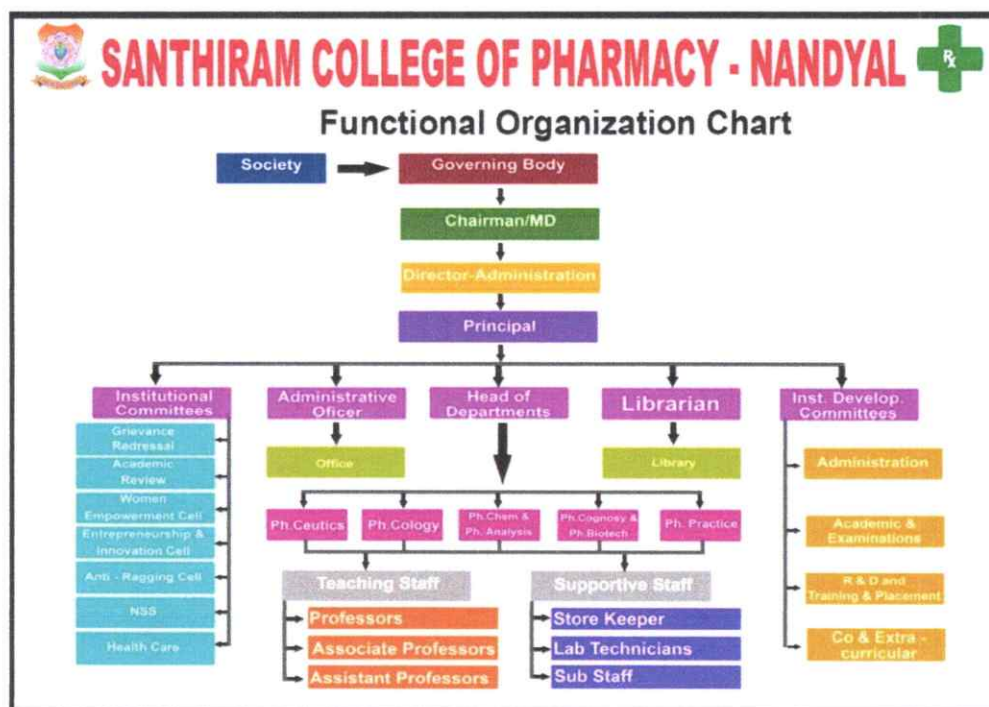 SANTHIRAM COLLEGE OF PHARMACY - NANDYAL
Rx
Functional Organization Chart
Society
Governing Body
Chairman/MD
Director-Administration
Principal
Institutional
Committees
Administrative
Oficer
Head of
Departments
Librarian
Inst. Develop.
Committees
Grievance
Redressal
Academic
Review
Women
Empowerment Cell
Entrepreneurship &
Innovation Cell
Anti - Ragging Cell
NSS
Health Care
Office
Library
Ph.Ceutics
Ph.Cology
Ph.Chem &
Ph. Analysis
Ph.Cognosy &
Ph.Biotech
Ph. Practice
Teaching Staff
Professors
Associate Professors
Assistant Professors
Supportive Staff
Store Keeper
Lab Technicians
Sub Staff
Administration
Academic &
Examinations
R & D and
Training & Placement
Co & Extra -
curricular